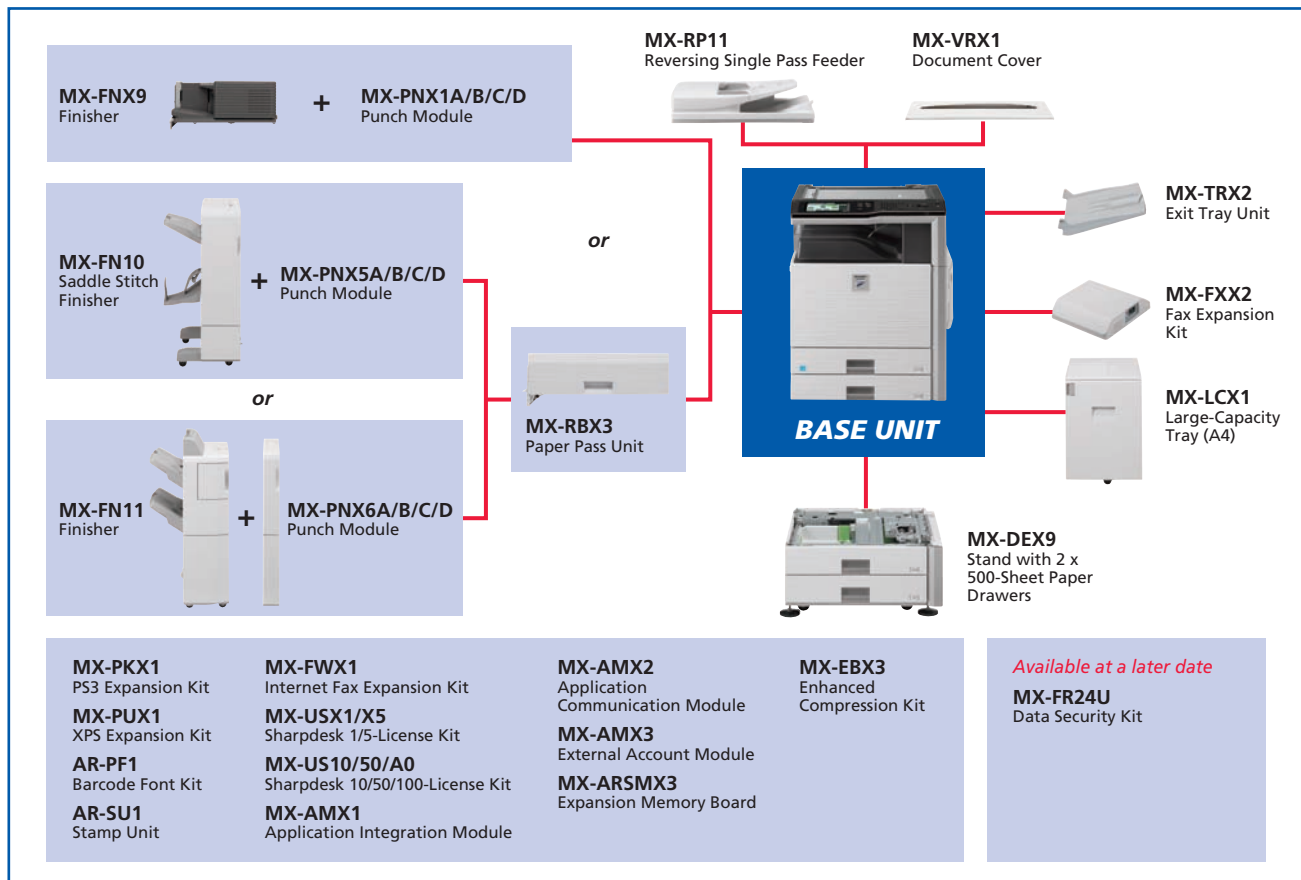 MX-FNX9
Finisher
+
MX-PNX1A/B/C/D
Punch Module
MX-RP11
Reversing Single Pass Feeder
MX-VRX1
Document Cover
MX-FN10
Saddle Stitch
Finisher
+
MX-PNX5A/B/C/D
Punch Module
or
or
MX-FN11
Finisher
+
MX-PNX6A/B/C/D
Punch Module
MX-RBX3
Paper Pass Unit
BASE UNIT
MX-TRX2
Exit Tray Unit
MX-FXX2
Fax Expansion
Kit
MX-LCX1
Large-Capacity
Tray (A4)
MX-DEX9
Stand with 2 x
500-Sheet Paper
Drawers
MX-PKX1
PS3 Expansion Kit
MX-PUX1
XPS Expansion Kit
AR-PF1
Barcode Font Kit
AR-SU1
Stamp Unit
MX-FWX1
Internet Fax Expansion Kit
MX-USX1/X5
Sharpdesk 1/5-License Kit
MX-US10/50/A0
Sharpdesk 10/50/100-License Kit
MX-AMX1
Application Integration Module
MX-AMX2
Application
Communication Module
MX-AMX3
External Account Module
MX-ARSMX3
Expansion Memory Board
MX-EBX3
Enhanced
Compression Kit
Available at a later date
MX-FR24U
Data Security Kit